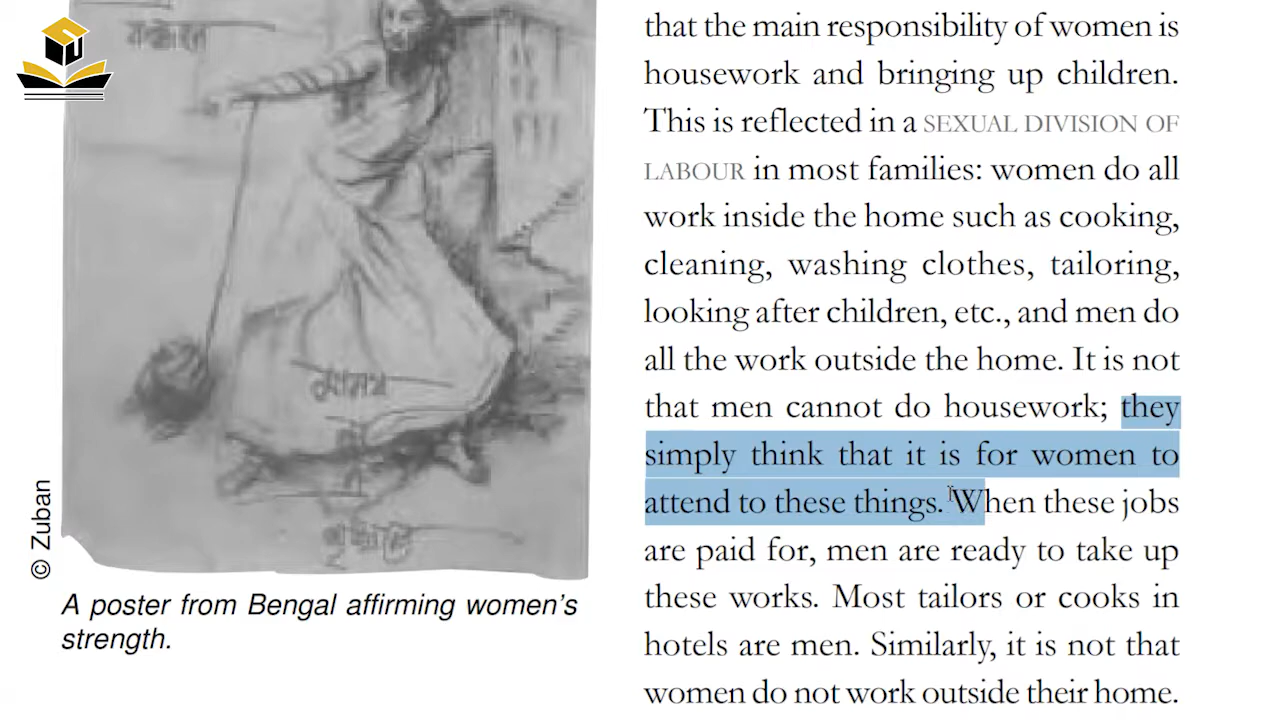 that the main responsibility of women is
housework and bringing up children.
This is reflected in a SEXUAL DIVISION OF
LABOUR in most families: women do all
work inside the home such as cooking,
cleaning, washing clothes, tailoring,
looking after children, etc., and men do
all the work outside the home. It is not
that men cannot do housework; they
simply think that it is for women to
attend to these things. When these jobs
are paid for, men are ready to take up
these works. Most tailors or cooks in
hotels are men. Similarly, it is not that
women do not work outside their home.
© Zuban
A poster from Bengal affirming women's
strength.